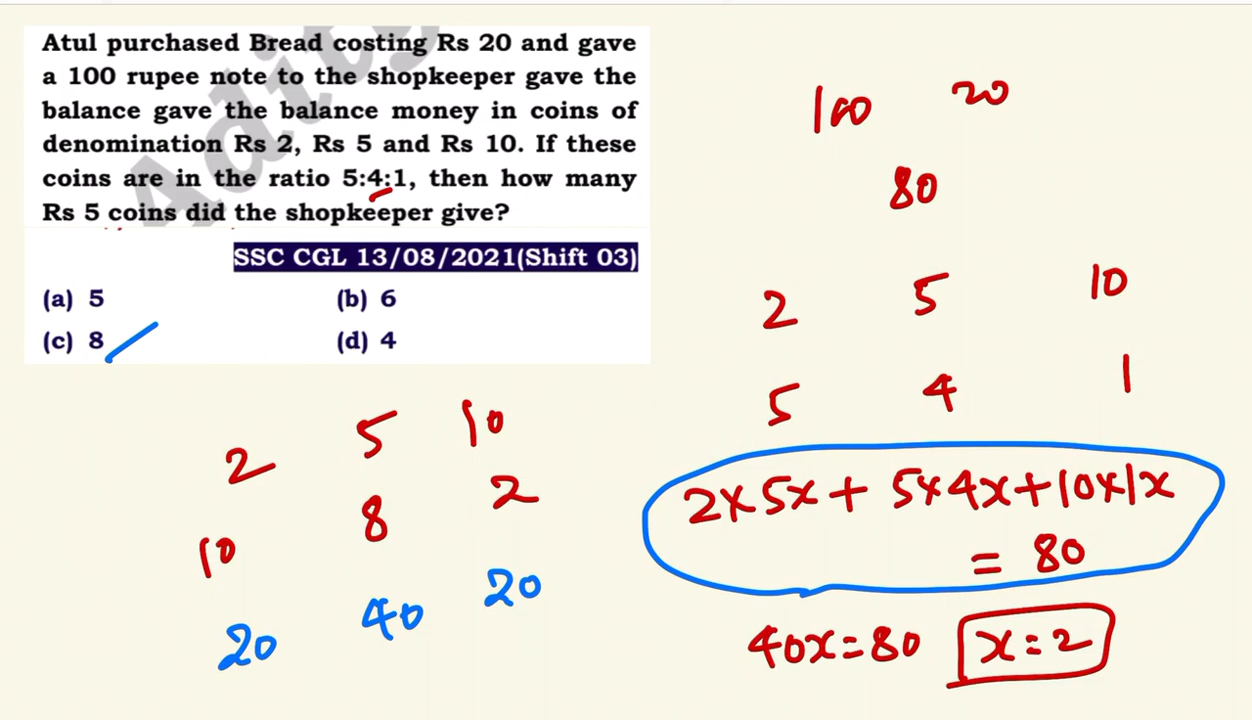 Atul purchased Bread costing Rs 20 and gave
a 100 rupee note to the shopkeeper gave the
balance gave the balance money in coins of
denomination Rs 2, Rs 5 and Rs 10. If these
coins are in the ratio 5:4:1, then how many
Rs 5 coins did the shopkeeper give?
SSC CGL 13/08/2021(Shift 03)
(a) 5 (b) 6
(c) 8 (d) 4
2 5 10
10 8 2
20 40 20
100 20
80
2 5 10
5 4 1
2×5x + 5×4x+10×1x
= 80
40x=80 x=2
Aditya